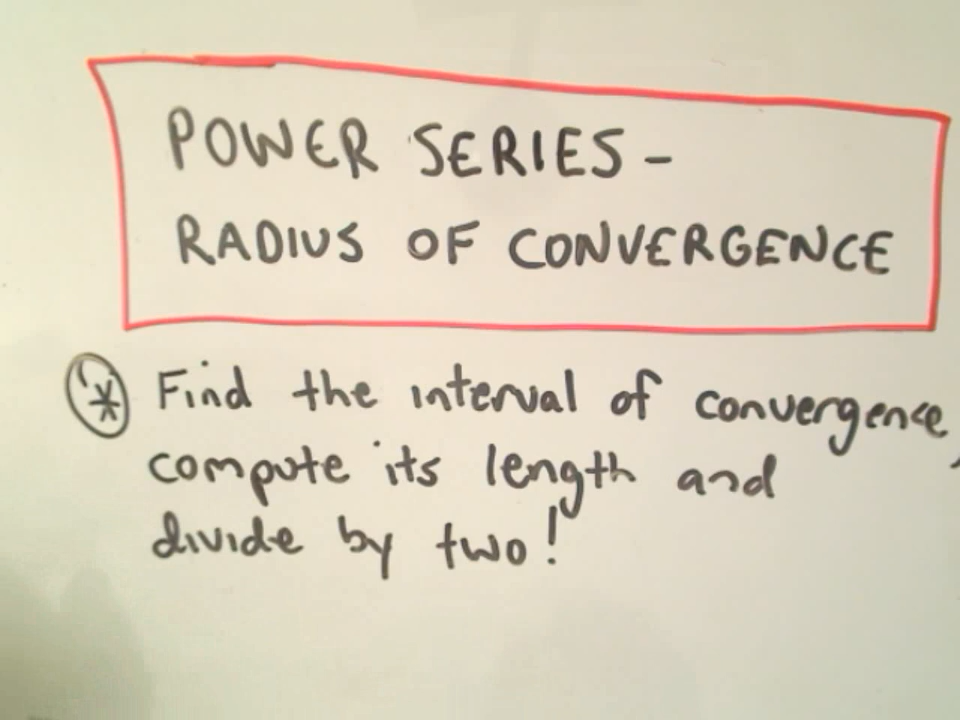 POWER SERIES -
RADIUS OF CONVERGENCE
* Find the interval of convergence,
compute its length and
divide by two!